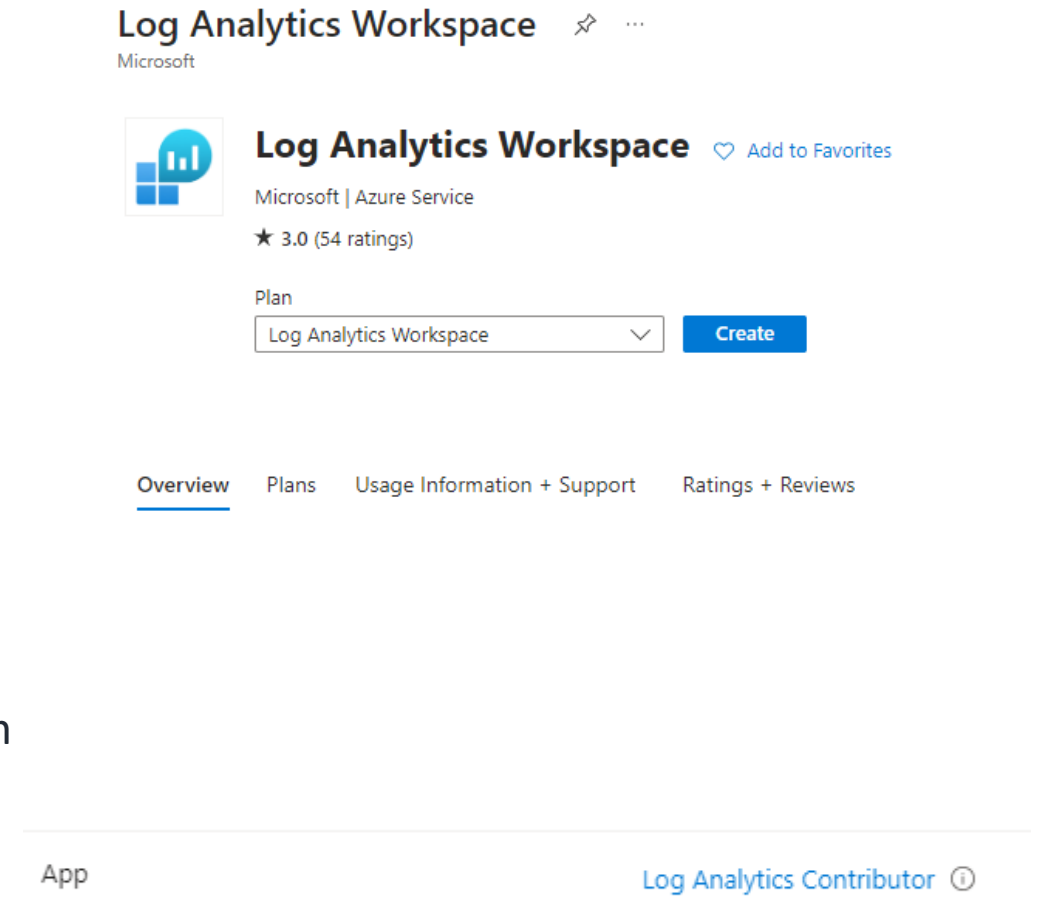 Log Analytics Workspace ...
Microsoft
Log Analytics Workspace Add to Favorites
Microsoft | Azure Service
★ 3.0 (54 ratings)
Plan
Log Analytics Workspace Create
Overview Plans Usage Information + Support Ratings + Reviews
App Log Analytics Contributor